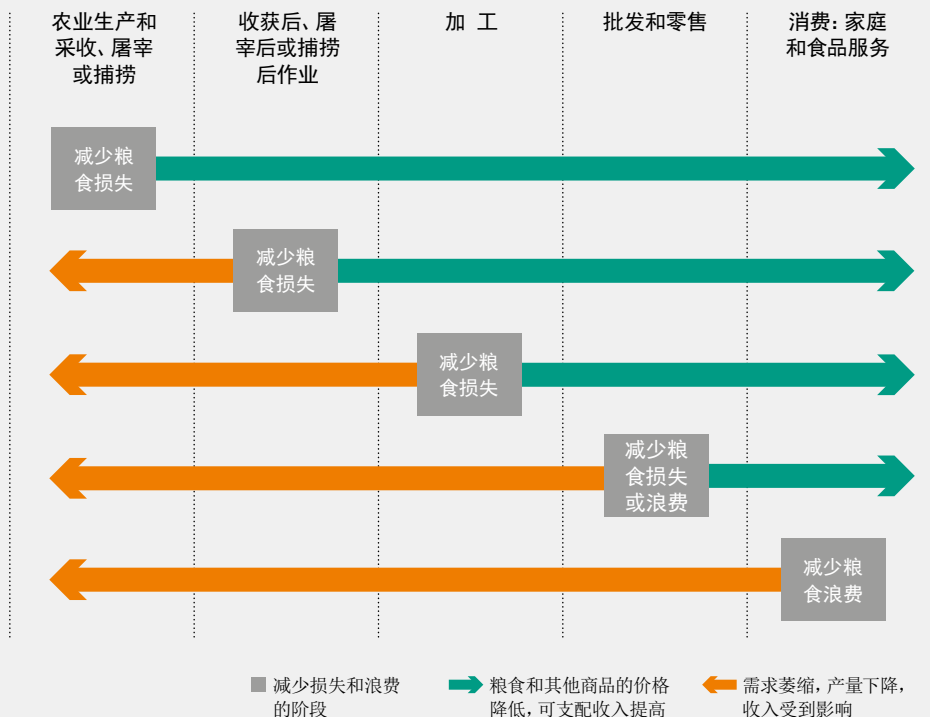 农业生产和
采收、屠宰
或捕捞
收获后、屠
宰后或捕捞
后作业
加 工
批发和零售
消费：家庭
和食品服务
减少粮
食损失
减少粮
食损失
减少粮
食损失
减少粮
食损失
或浪费
减少粮
食浪费
减少损失和浪费
的阶段
粮食和其他商品的价格
降低，可支配收入提高
需求萎缩，产量下降，
收入受到影响